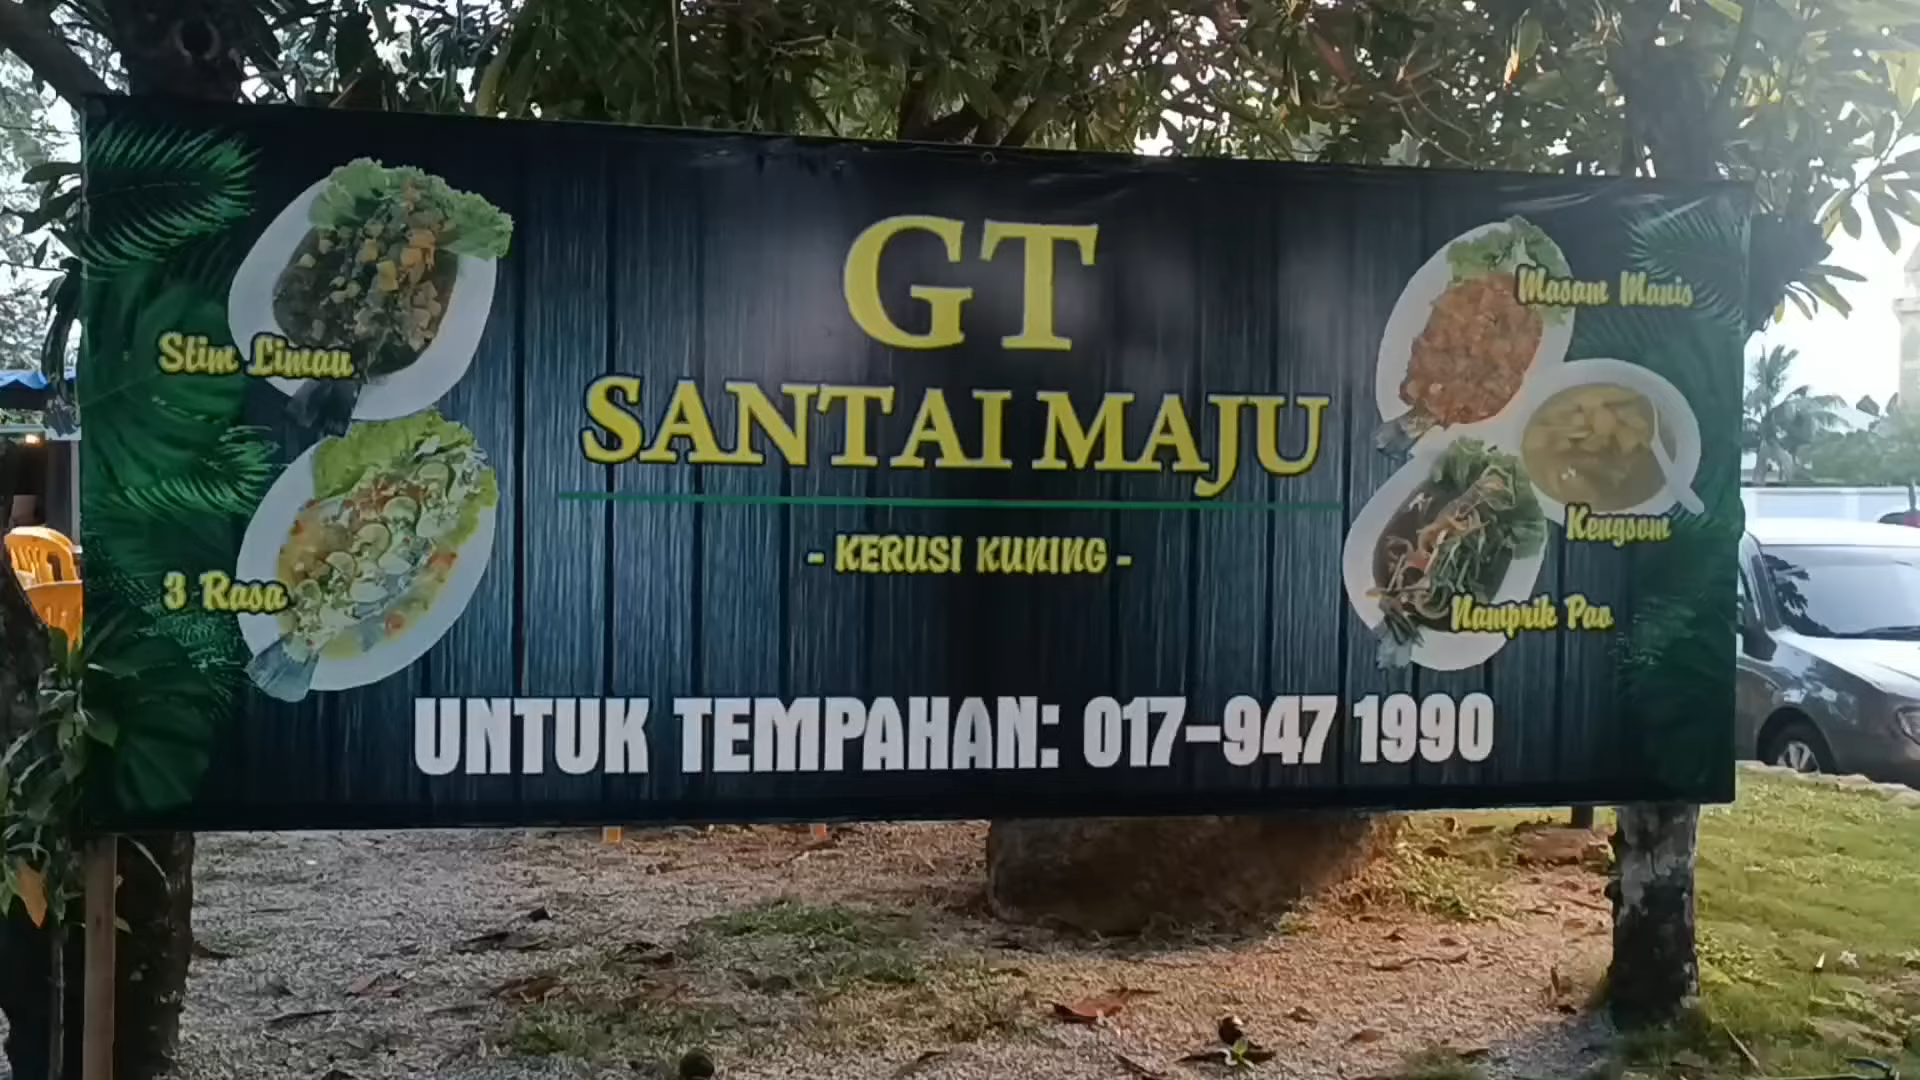 GT
SANTAI MAJU
- KERUSI KUNING -
Stim Limau
3 Rasa
Masam Manis
Kengsom
Namprik Pao
UNTUK TEMPAHAN: 017-947 1990